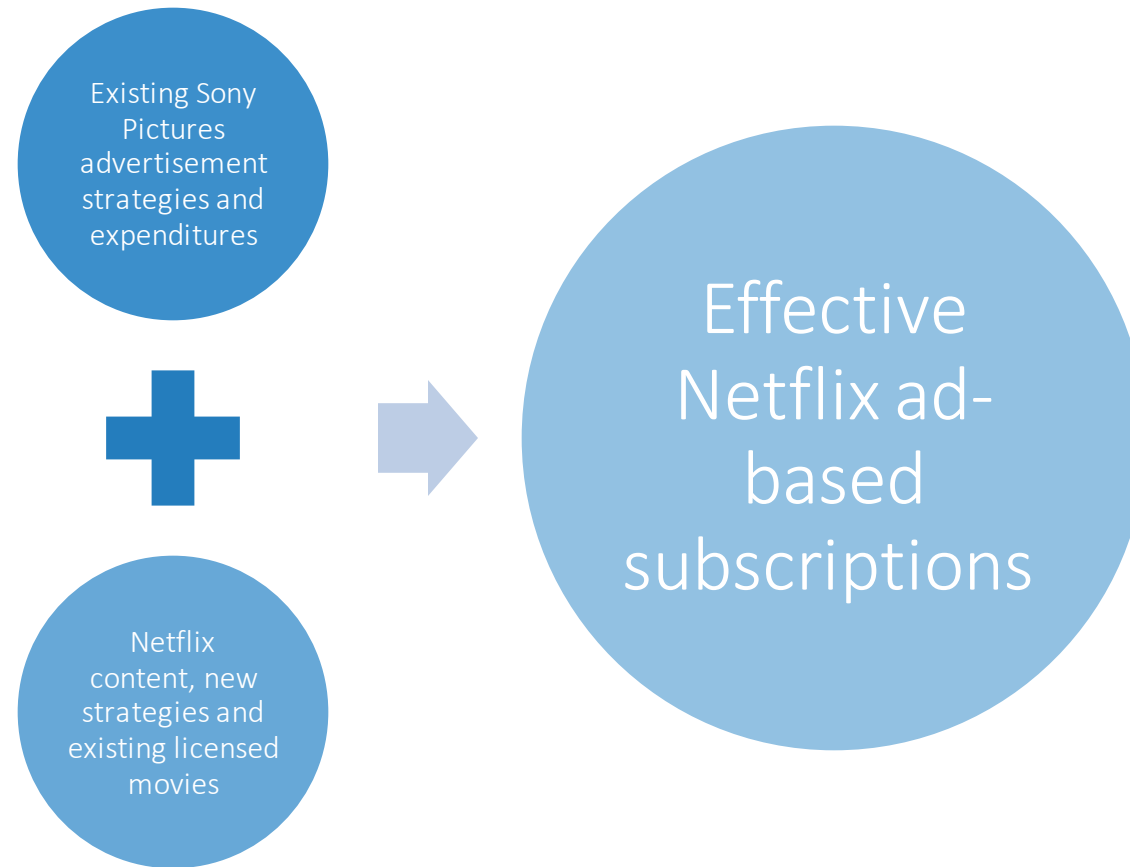 Existing Sony
Pictures
advertisement
strategies and
expenditures
Netflix
content, new
strategies and
existing licensed
movies
Effective
Netflix ad-
based
subscriptions